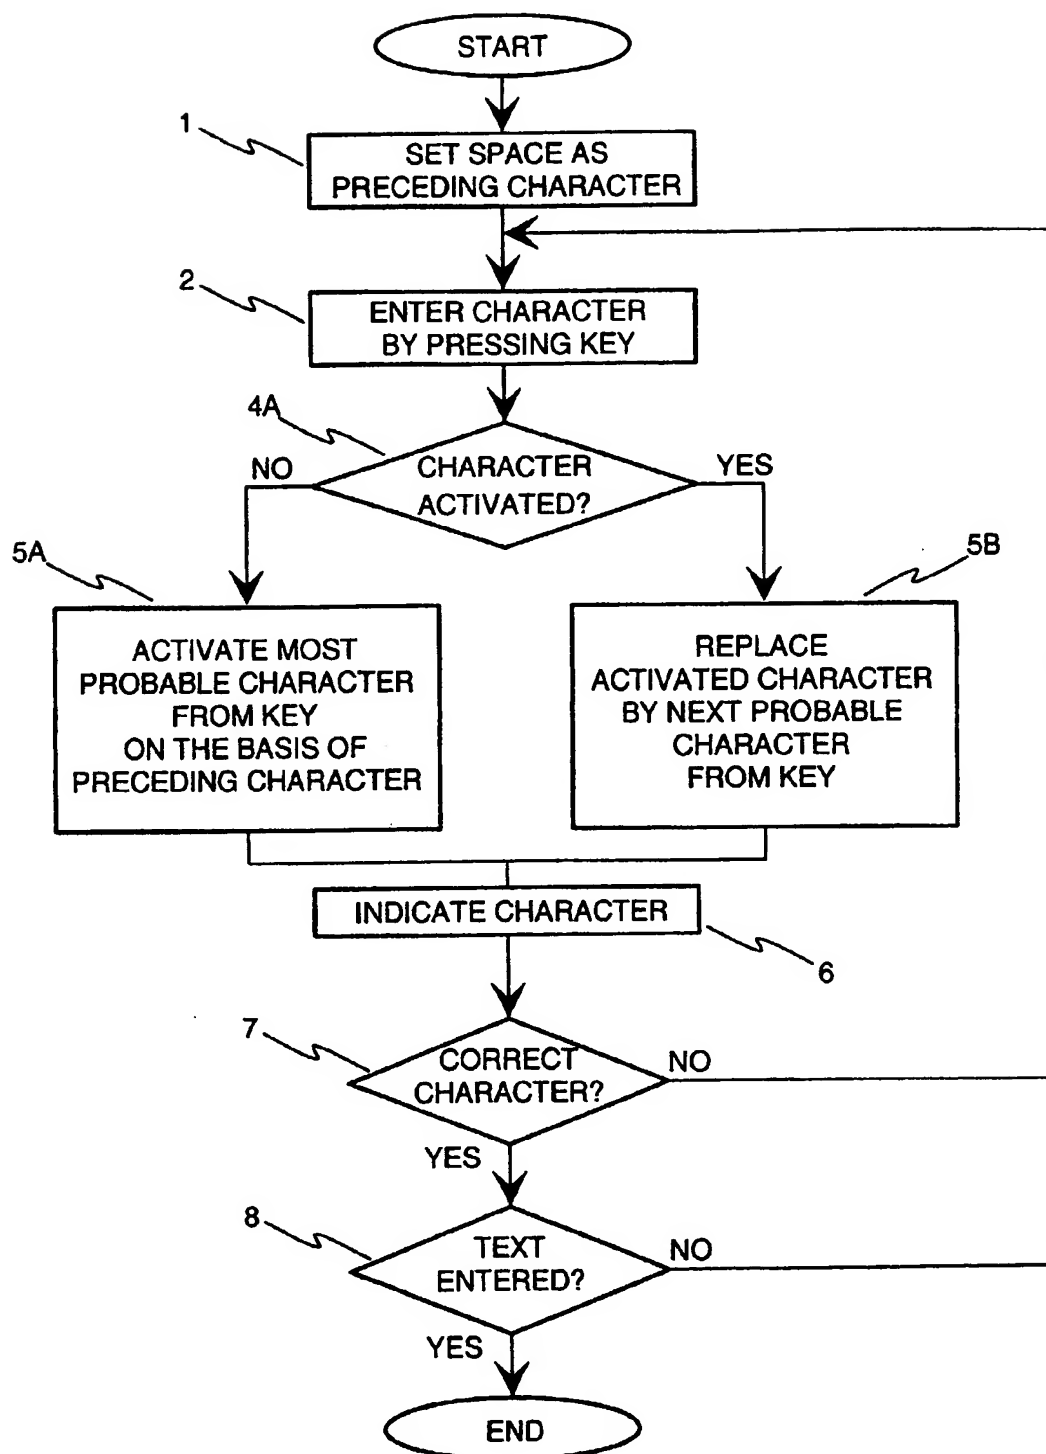 START
1
SET SPACE AS
PRECEDING CHARACTER
2
ENTER CHARACTER
BY PRESSING KEY
4A
CHARACTER
ACTIVATED?
NO
YES
5A
ACTIVATE MOST
PROBABLE CHARACTER
FROM KEY
ON THE BASIS OF
PRECEDING CHARACTER
5B
REPLACE
ACTIVATED CHARACTER
BY NEXT PROBABLE
CHARACTER
FROM KEY
INDICATE CHARACTER
6
7
CORRECT
CHARACTER?
NO
YES
8
TEXT
ENTERED?
NO
YES
END